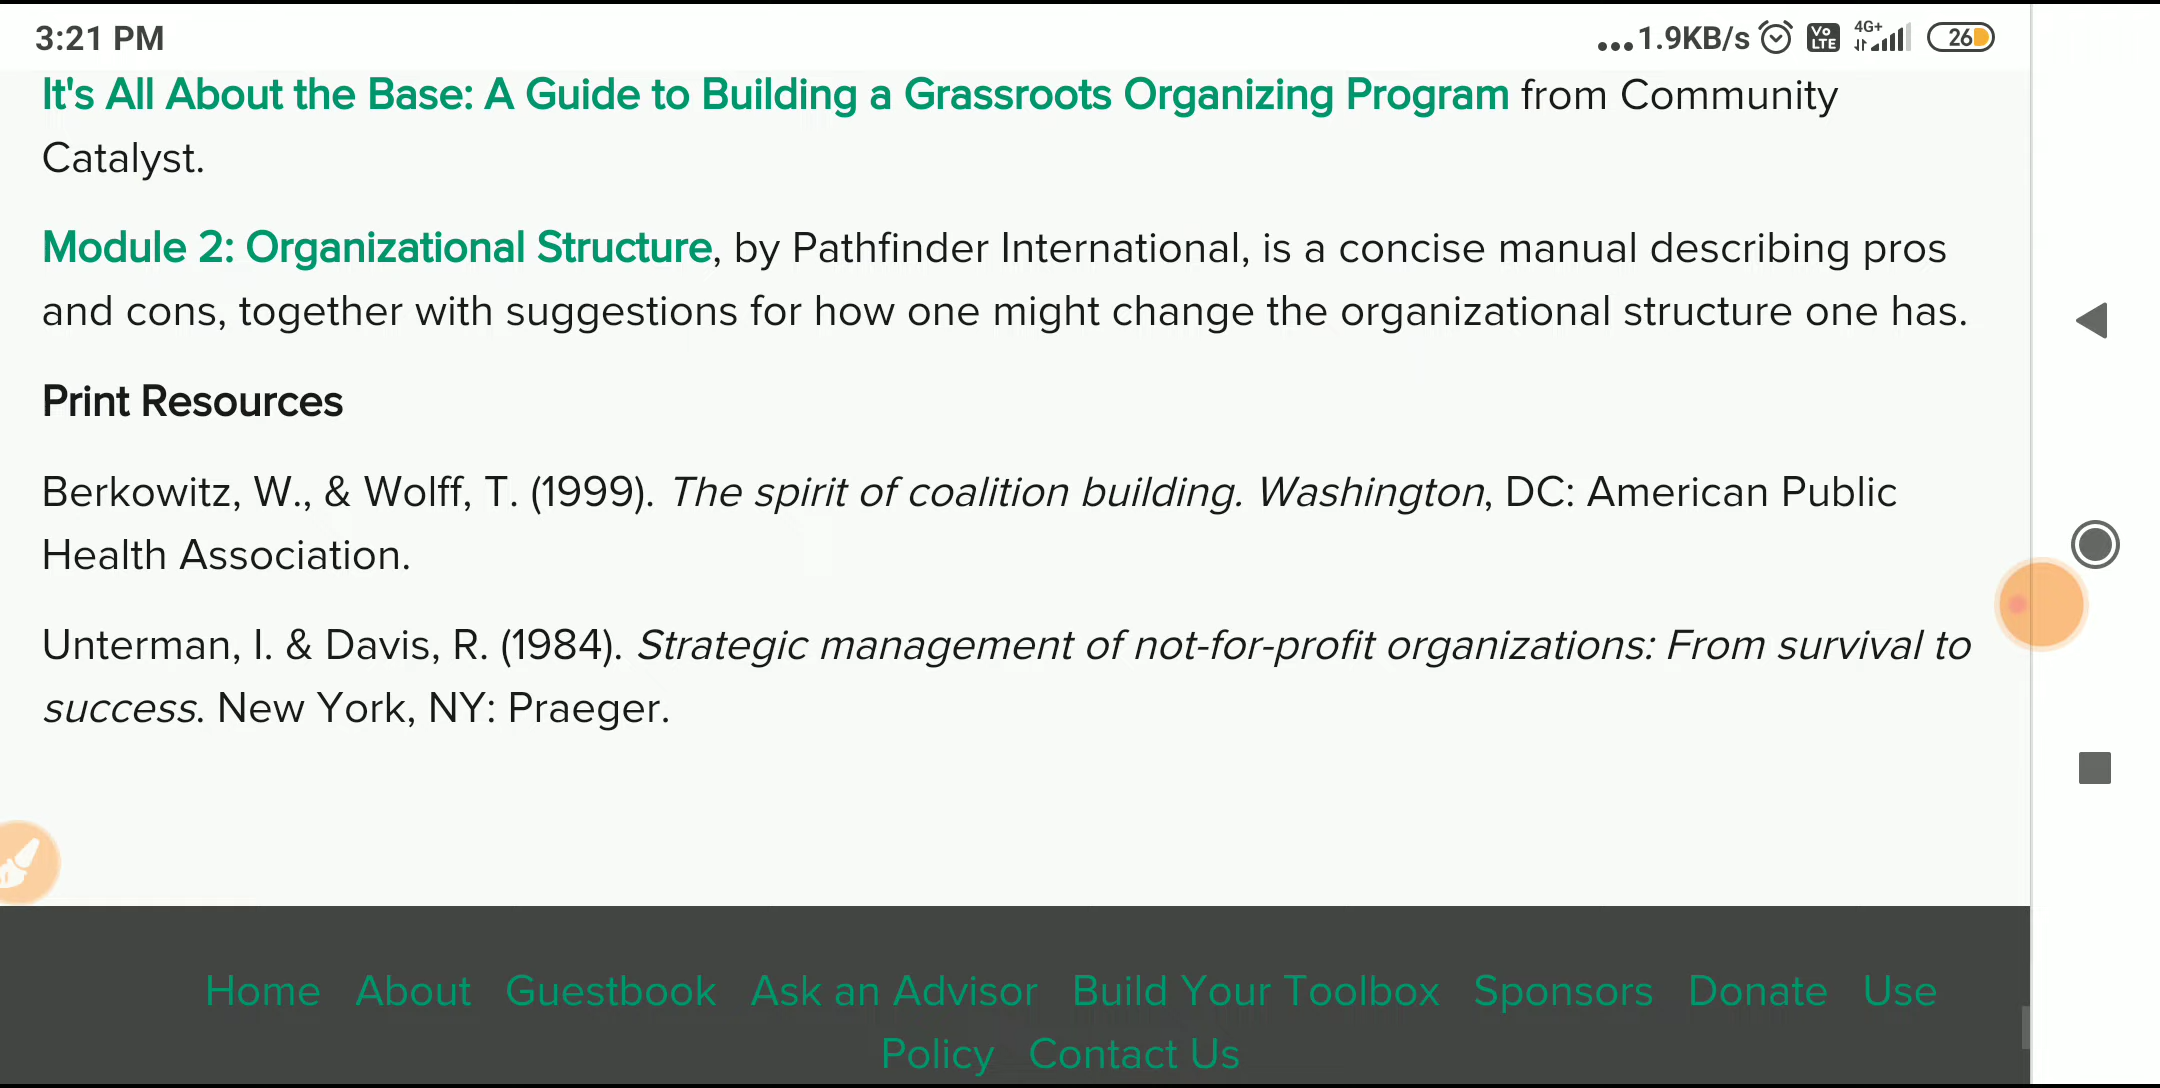 3:21 PM
...1.9KB/s Vo LTE 4G+ 26
It's All About the Base: A Guide to Building a Grassroots Organizing Program from Community
Catalyst.
Module 2: Organizational Structure, by Pathfinder International, is a concise manual describing pros
and cons, together with suggestions for how one might change the organizational structure one has.
Print Resources
Berkowitz, W., & Wolff, T. (1999). The spirit of coalition building. Washington, DC: American Public
Health Association.
Unterman, I. & Davis, R. (1984). Strategic management of not-for-profit organizations: From survival to
success. New York, NY: Praeger.
Home About Guestbook Ask an Advisor Build Your Toolbox Sponsors Donate Use
Policy Contact Us